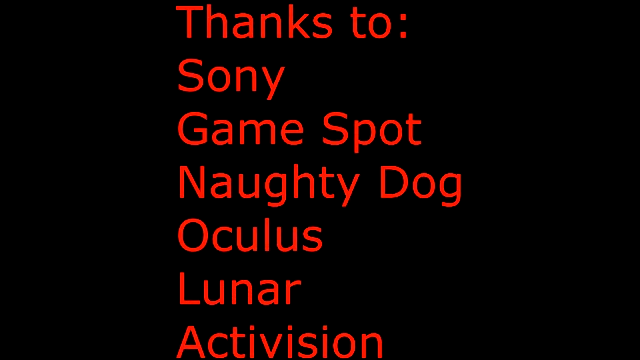 Thanks to:
Sony
Game Spot
Naughty Dog
Oculus
Lunar
Activision